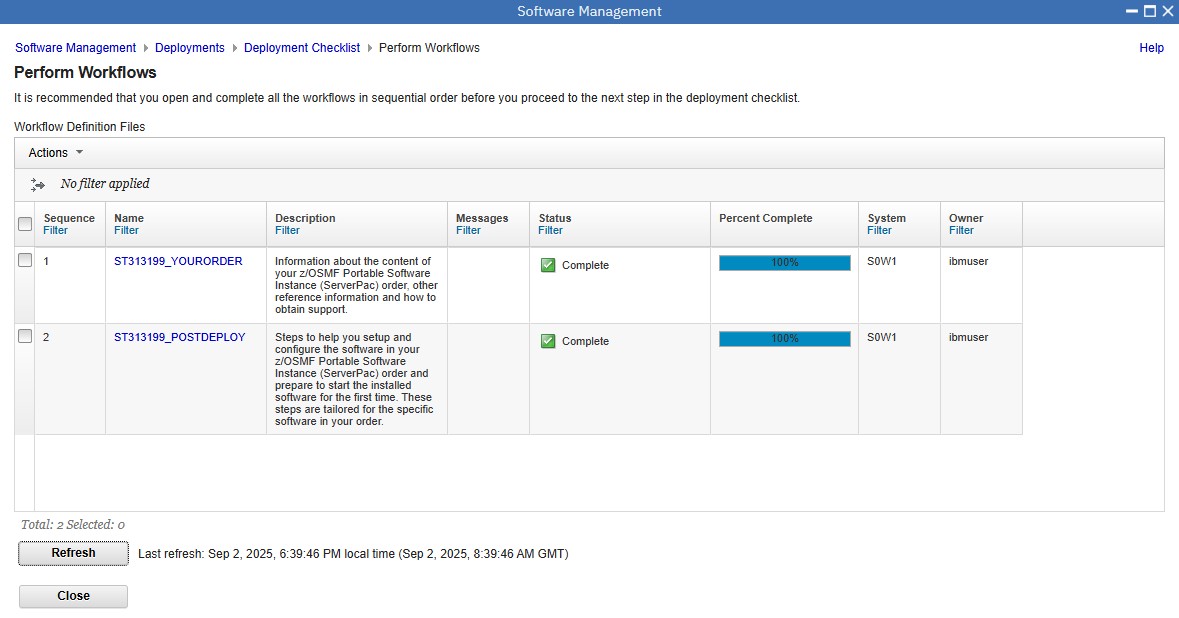 Software Management
Software Management Deployments Deployment Checklist Perform Workflows Help
Perform Workflows
It is recommended that you open and complete all the workflows in sequential order before you proceed to the next step in the deployment checklist.
Workflow Definition Files
Actions
No filter applied
Sequence Name Description Messages Status Percent Complete System Owner
Filter Filter Filter Filter Filter Filter Filter
1 ST313199_YOURORDER Information about the content of
your z/OSMF Portable Software
Instance (ServerPac) order, other
reference information and how to
obtain support.
Complete 100% S0W1 ibmuser
2 ST313199_POSTDEPLOY Steps to help you setup and
configure the software in your
z/OSMF Portable Software
Instance (ServerPac) order and
prepare to start the installed
software for the first time. These
steps are tailored for the specific
software in your order.
Complete 100% S0W1 ibmuser
Total: 2 Selected: 0
Refresh Last refresh: Sep 2, 2025, 6:39:46 PM local time (Sep 2, 2025, 8:39:46 AM GMT)
Close